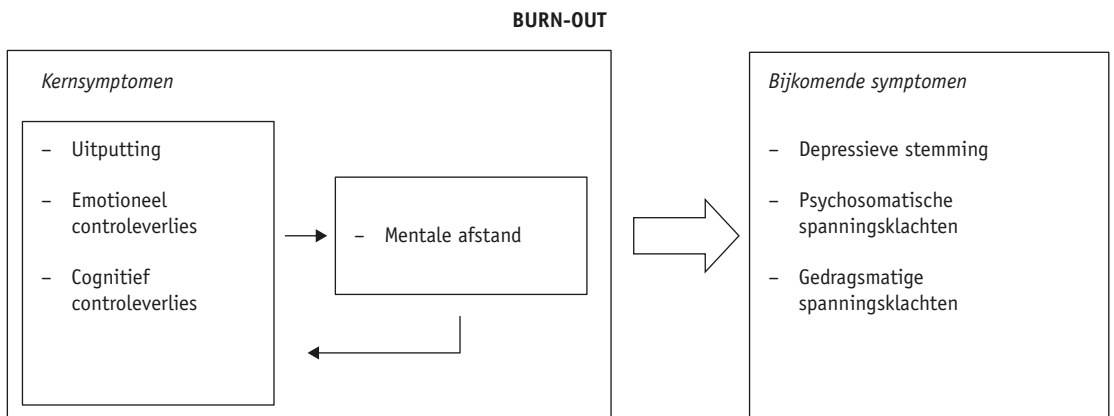 BURN-OUT
Kernsymptomen
– Uitputting
– Emotioneel
controleverlies
– Cognitief
controleverlies
– Mentale afstand
Bijkomende symptomen
– Depressieve stemming
– Psychosomatische
spanningsklachten
– Gedragsmatige
spanningsklachten